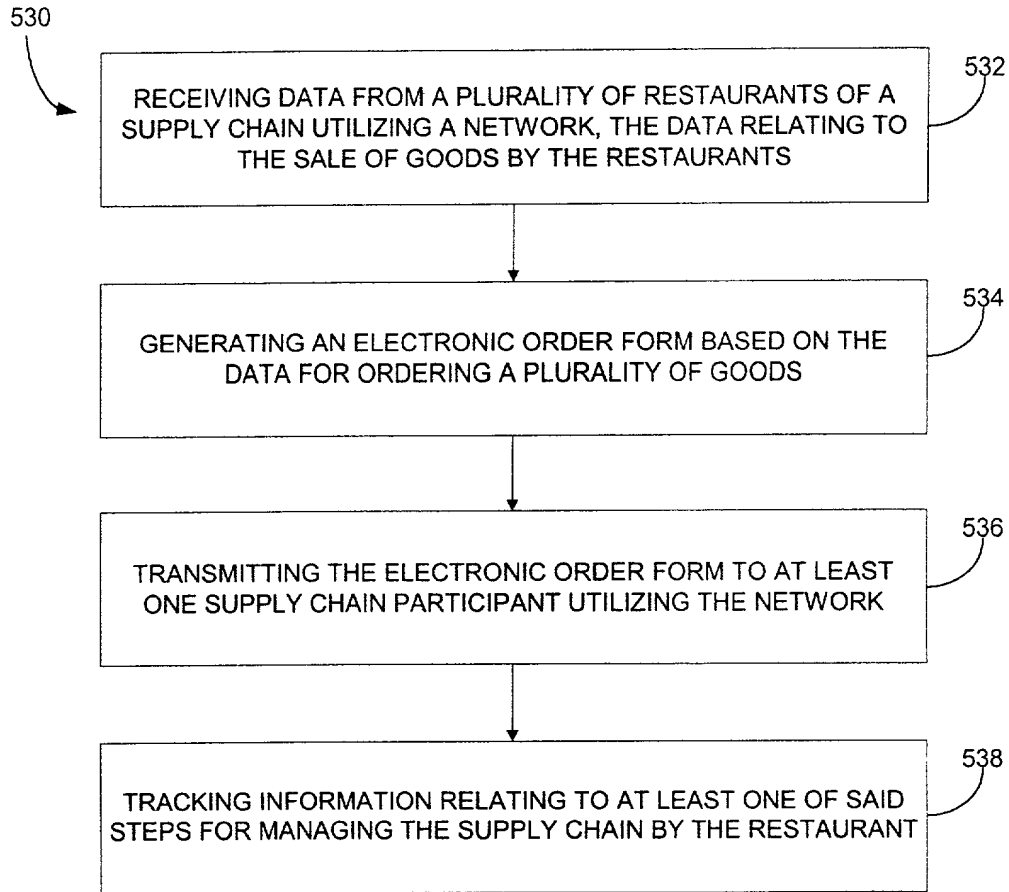 530
532
RECEIVING DATA FROM A PLURALITY OF RESTAURANTS OF A
SUPPLY CHAIN UTILIZING A NETWORK, THE DATA RELATING TO
THE SALE OF GOODS BY THE RESTAURANTS
534
GENERATING AN ELECTRONIC ORDER FORM BASED ON THE
DATA FOR ORDERING A PLURALITY OF GOODS
536
TRANSMITTING THE ELECTRONIC ORDER FORM TO AT LEAST
ONE SUPPLY CHAIN PARTICIPANT UTILIZING THE NETWORK
538
TRACKING INFORMATION RELATING TO AT LEAST ONE OF SAID
STEPS FOR MANAGING THE SUPPLY CHAIN BY THE RESTAURANT